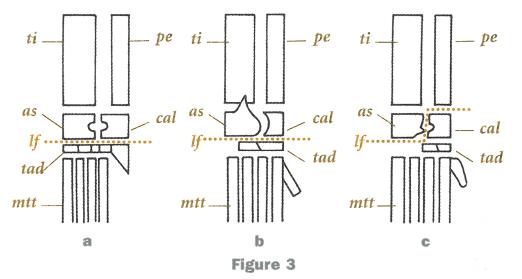 ti pe ti pe ti pe
as cal as cal as cal
lf lf lf
tad tad tad
mtt mtt mtt
a b c
Figure 3